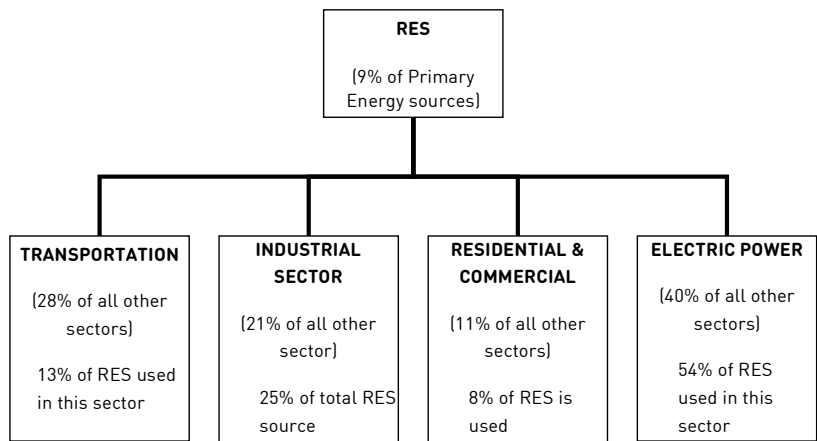 RES
(9% of Primary
Energy sources)
TRANSPORTATION
(28% of all other
sectors)
13% of RES used
in this sector
INDUSTRIAL
SECTOR
(21% of all other
sector)
25% of total RES
source
RESIDENTIAL &
COMMERCIAL
(11% of all other
sectors)
8% of RES is
used
ELECTRIC POWER
(40% of all other
sectors)
54% of RES
used in this
sector